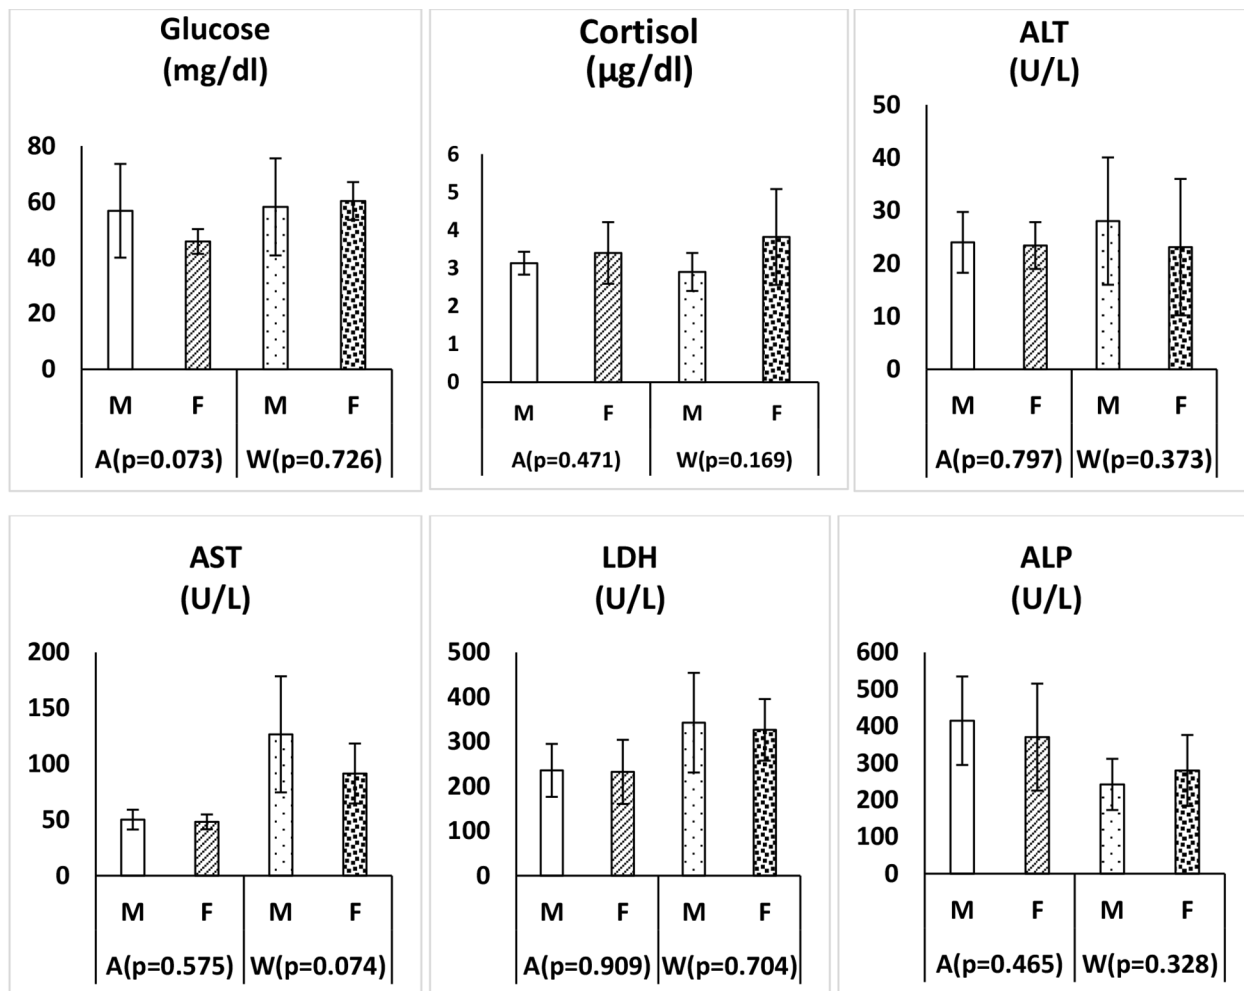 Glucose
(mg/dl)
80
60
40
20
0
M F M F
A(p=0.073) W(p=0.726)
Cortisol
(µg/dl)
6
5
4
3
2
1
0
M F M F
A(p=0.471) W(p=0.169)
ALT
(U/L)
50
40
30
20
10
0
M F M F
A(p=0.797) W(p=0.373)
AST
(U/L)
200
150
100
50
0
M F M F
A(p=0.575) W(p=0.074)
LDH
(U/L)
500
400
300
200
100
0
M F M F
A(p=0.909) W(p=0.704)
ALP
(U/L)
600
500
400
300
200
100
0
M F M F
A(p=0.465) W(p=0.328)